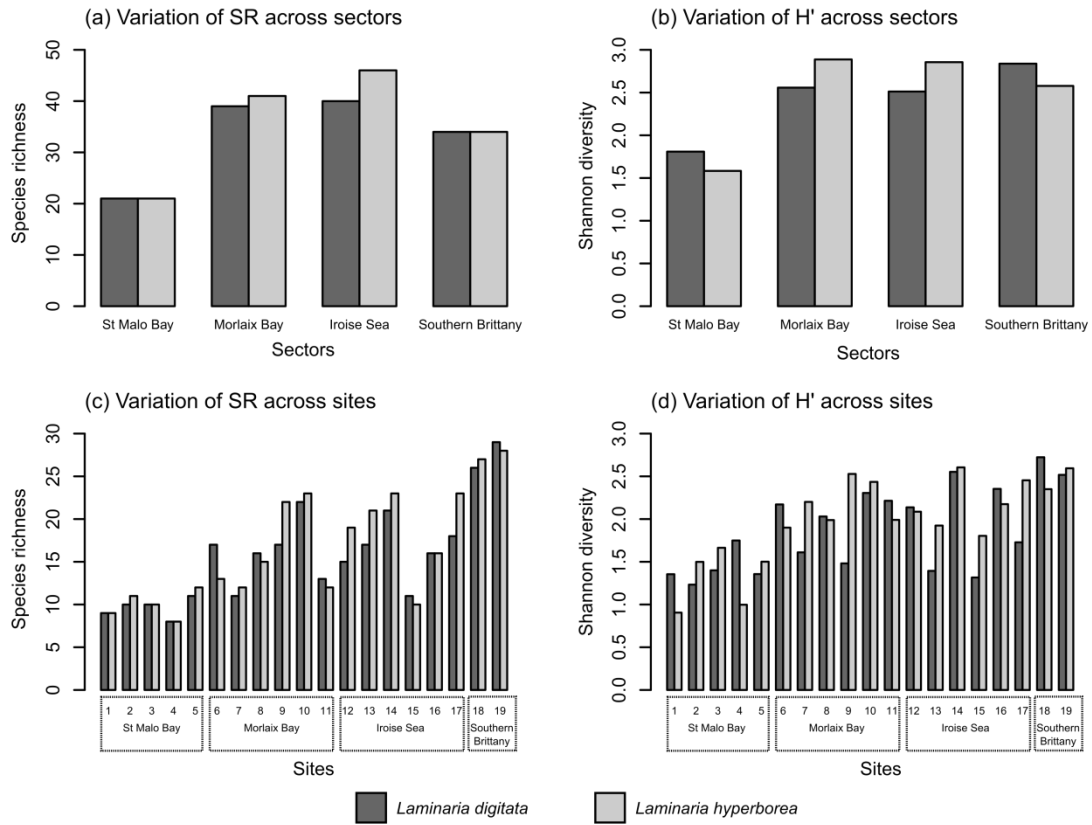 (a) Variation of SR across sectors
Species richness
50
40
30
20
10
0
St Malo Bay Morlaix Bay Iroise Sea Southern Brittany
Sectors
(b) Variation of H' across sectors
Shannon diversity
3.0
2.5
2.0
1.5
1.0
0.5
0.0
St Malo Bay Morlaix Bay Iroise Sea Southern Brittany
Sectors
(c) Variation of SR across sites
Species richness
30
25
20
15
10
5
0
1 2 3 4 5 6 7 8 9 10 11 12 13 14 15 16 17 18 19
St Malo Bay Morlaix Bay Iroise Sea Southern
Brittany
Sites
(d) Variation of H' across sites
Shannon diversity
3.0
2.5
2.0
1.5
1.0
0.5
0.0
1 2 3 4 5 6 7 8 9 10 11 12 13 14 15 16 17 18 19
St Malo Bay Morlaix Bay Iroise Sea Southern
Brittany
Sites
Laminaria digitata Laminaria hyperborea